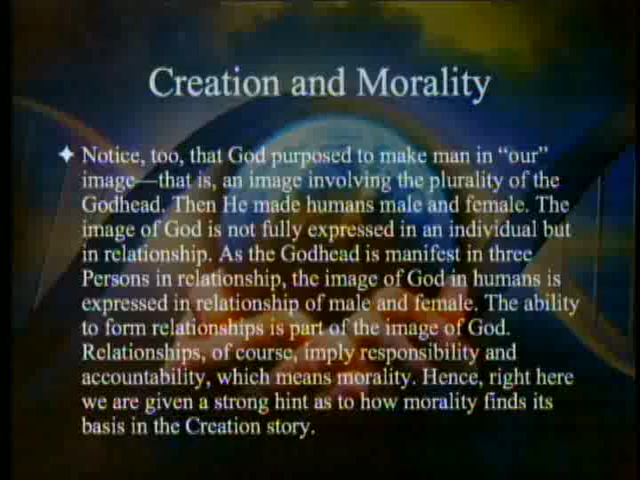 Creation and Morality
Notice, too, that God purposed to make man in “our”
image—that is, an image involving the plurality of the
Godhead. Then He made humans male and female. The
image of God is not fully expressed in an individual but
in relationship. As the Godhead is manifest in three
Persons in relationship, the image of God in humans is
expressed in relationship of male and female. The ability
to form relationships is part of the image of God.
Relationships, of course, imply responsibility and
accountability, which means morality. Hence, right here
we are given a strong hint as to how morality finds its
basis in the Creation story.